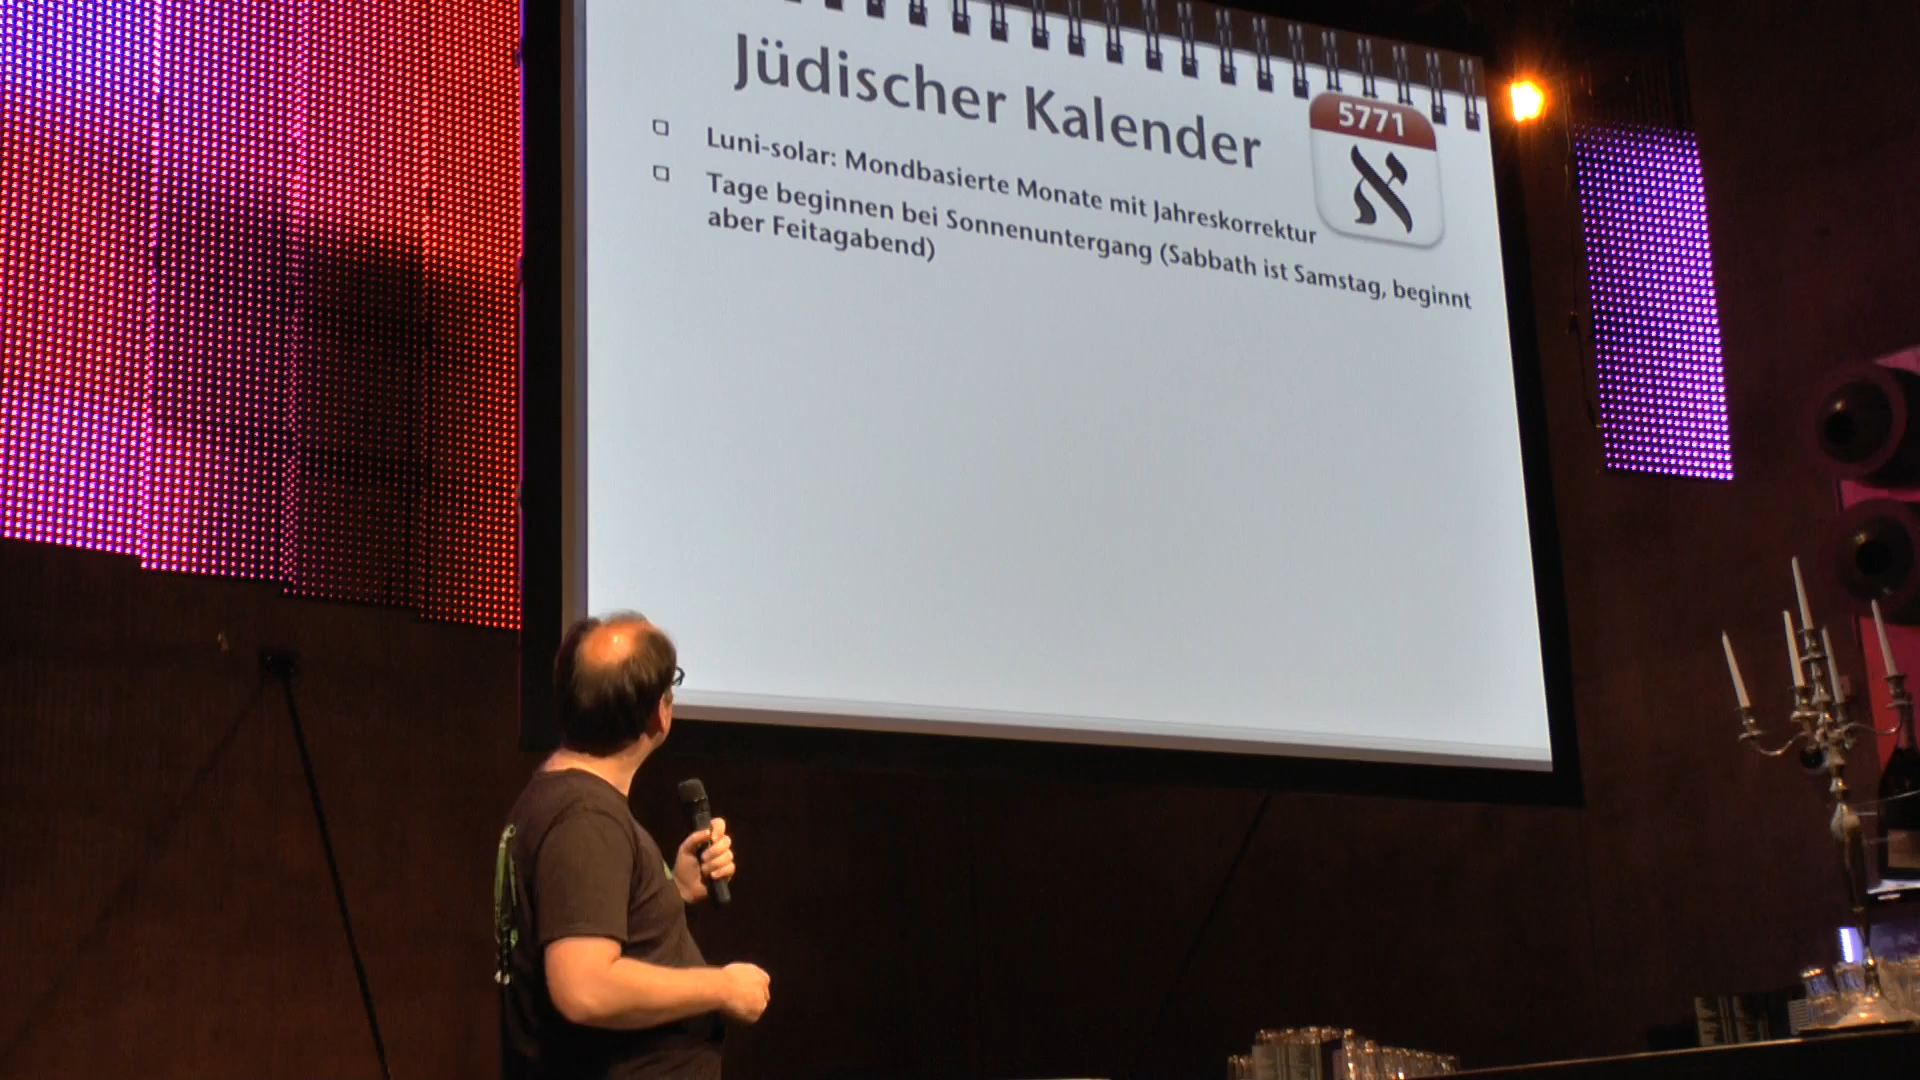 Jüdischer Kalender
5771
א
Luni-solar: Mondbasierte Monate mit Jahreskorrektur
Tage beginnen bei Sonnenuntergang (Sabbath ist Samstag, beginnt
aber Feitagabend)